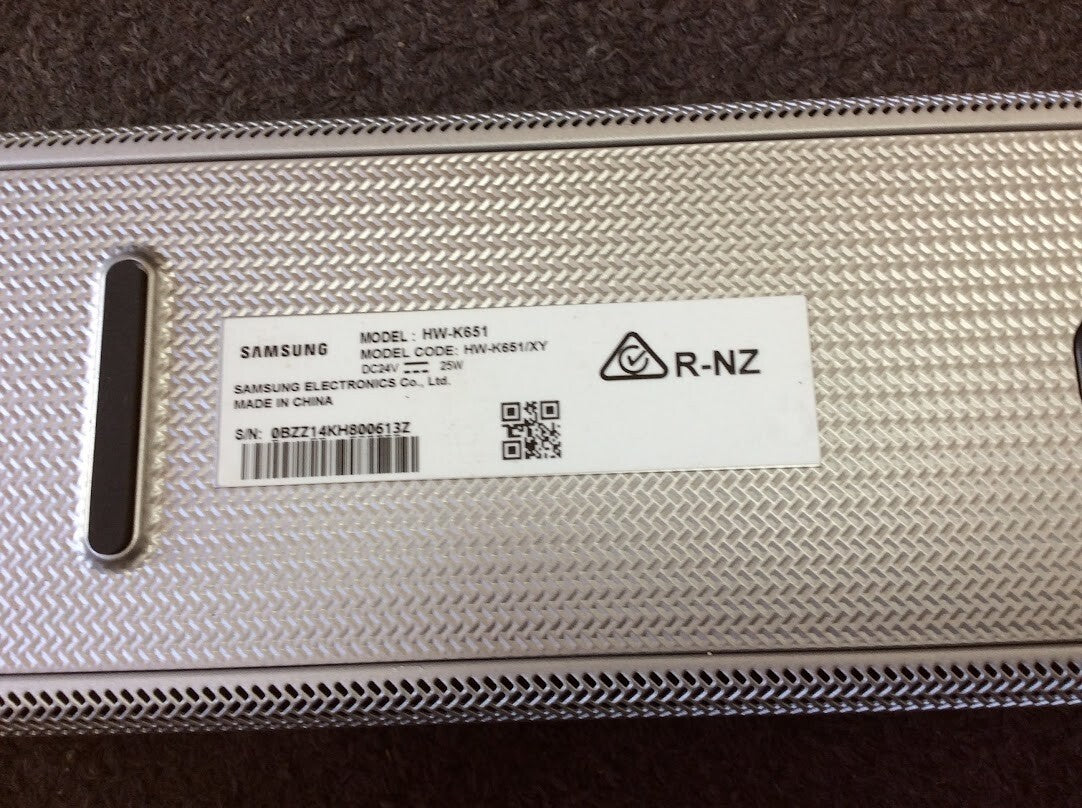 SAMSUNG
MODEL : HW-K651
MODEL CODE: HW-K651/XY
DC24V 25W
SAMSUNG ELECTRONICS Co., Ltd.
MADE IN CHINA
S/N: 0BZZ14KH800613Z
R-NZ